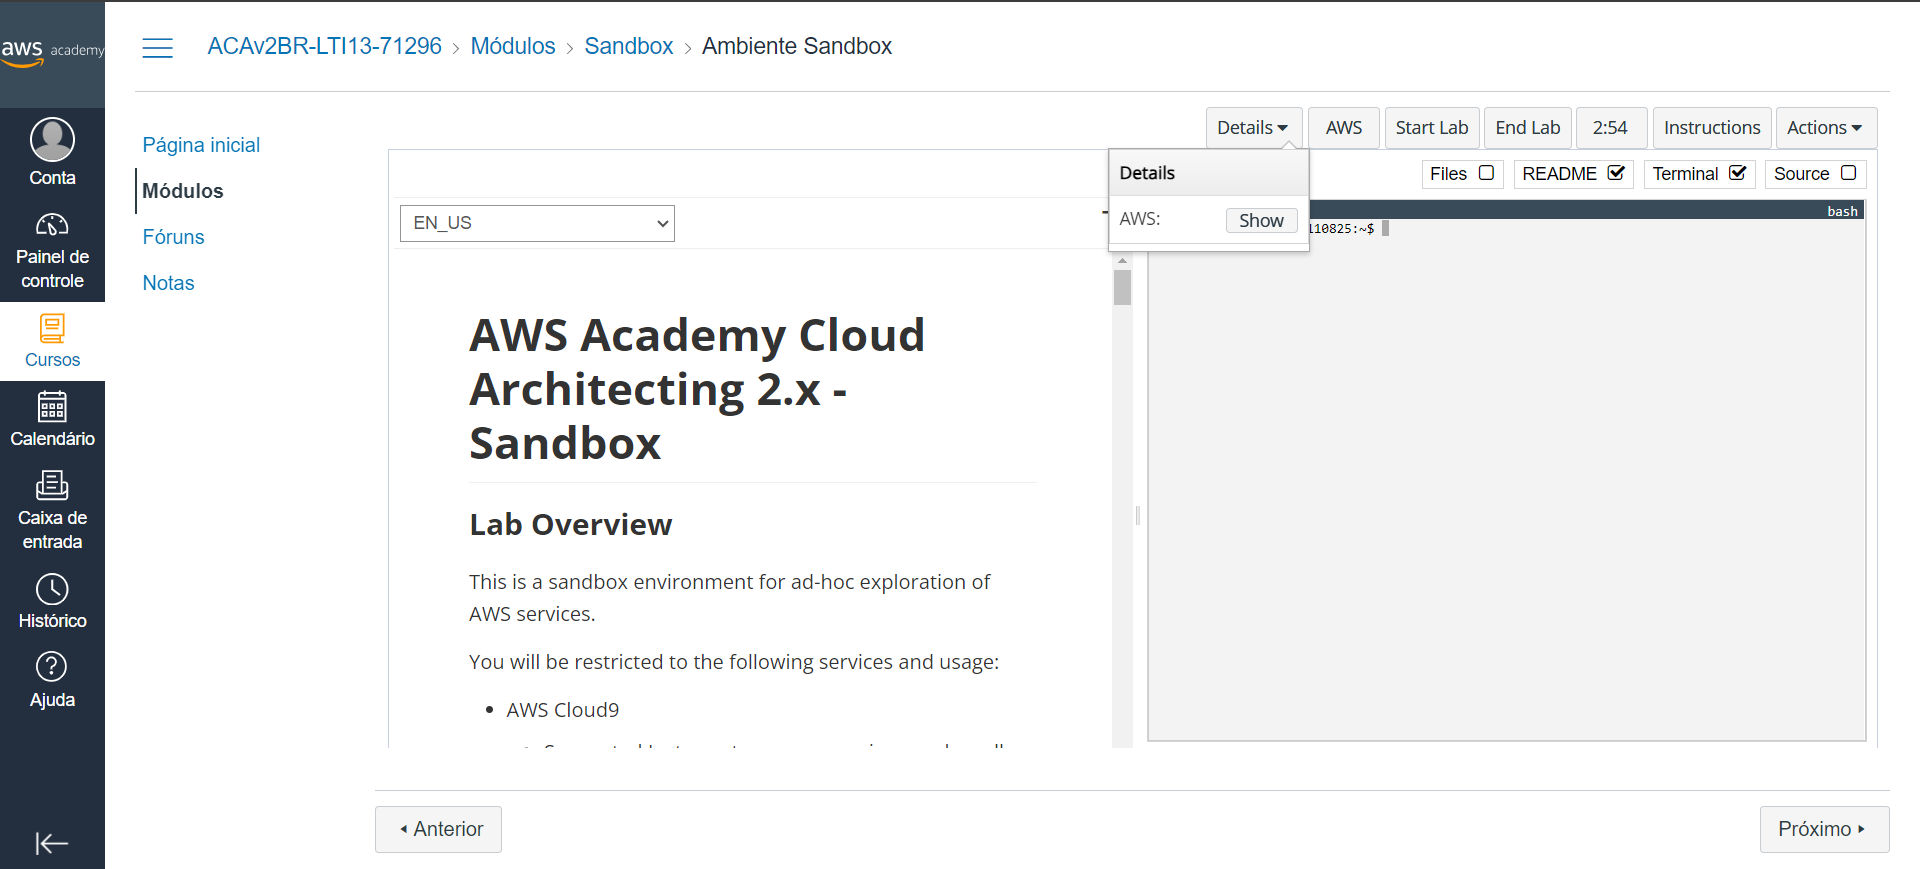 aws academy
Conta
Painel de
controle
Cursos
Calendário
Caixa de
entrada
Histórico
Ajuda
ACAv2BR-LTI13-71296 › Módulos › Sandbox › Ambiente Sandbox
Página inicial
Módulos
Fóruns
Notas
Details AWS Start Lab End Lab 2:54 Instructions Actions
Details
AWS: Show
Files README Terminal Source
EN_US
bash
110825:~$
AWS Academy Cloud
Architecting 2.x -
Sandbox
Lab Overview
This is a sandbox environment for ad-hoc exploration of
AWS services.
You will be restricted to the following services and usage:
• AWS Cloud9
Anterior
Próximo